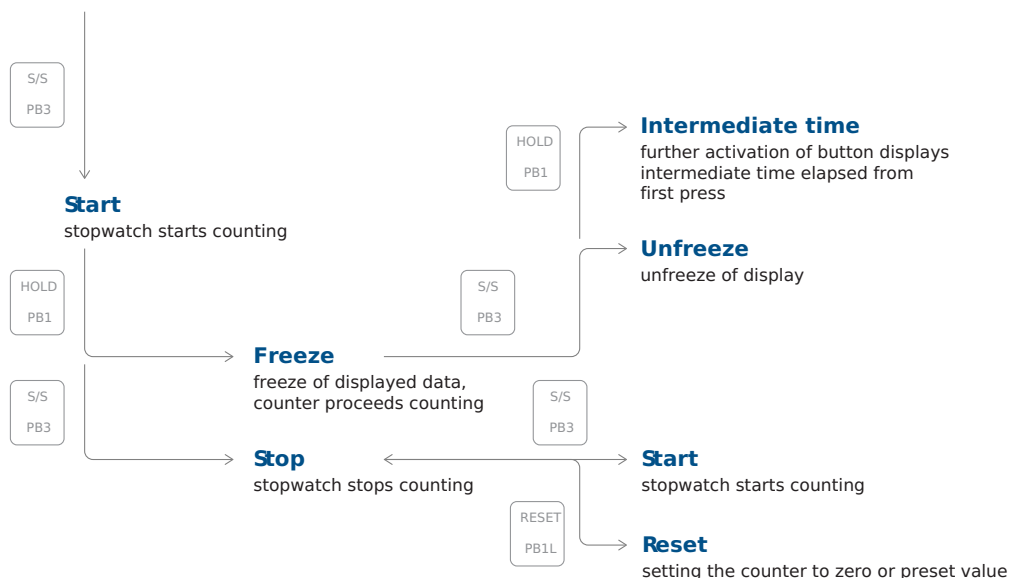 S/S
PB3
Start
stopwatch starts counting
HOLD
PB1
Intermediate time
further activation of button displays
intermediate time elapsed from
first press
Unfreeze
unfreeze of display
HOLD
PB1
S/S
PB3
Freeze
freeze of displayed data,
counter proceeds counting
S/S
PB3
S/S
PB3
Stop
stopwatch stops counting
Start
stopwatch starts counting
RESET
PB1L
Reset
setting the counter to zero or preset value